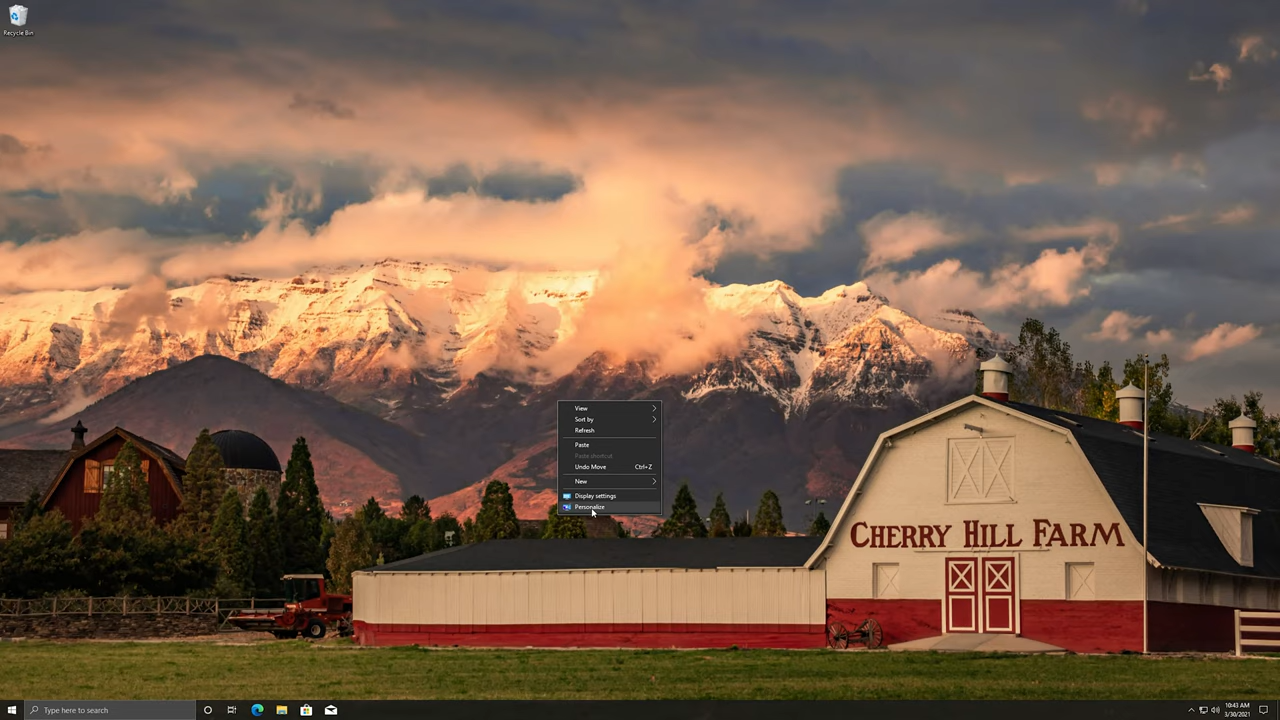 Recycle Bin
View
Sort by
Refresh
Paste
Paste shortcut
Undo Move Ctrl+Z
New
Display settings
Personalize
CHERRY HILL FARM
Type here to search
10:43 AM
3/30/2021